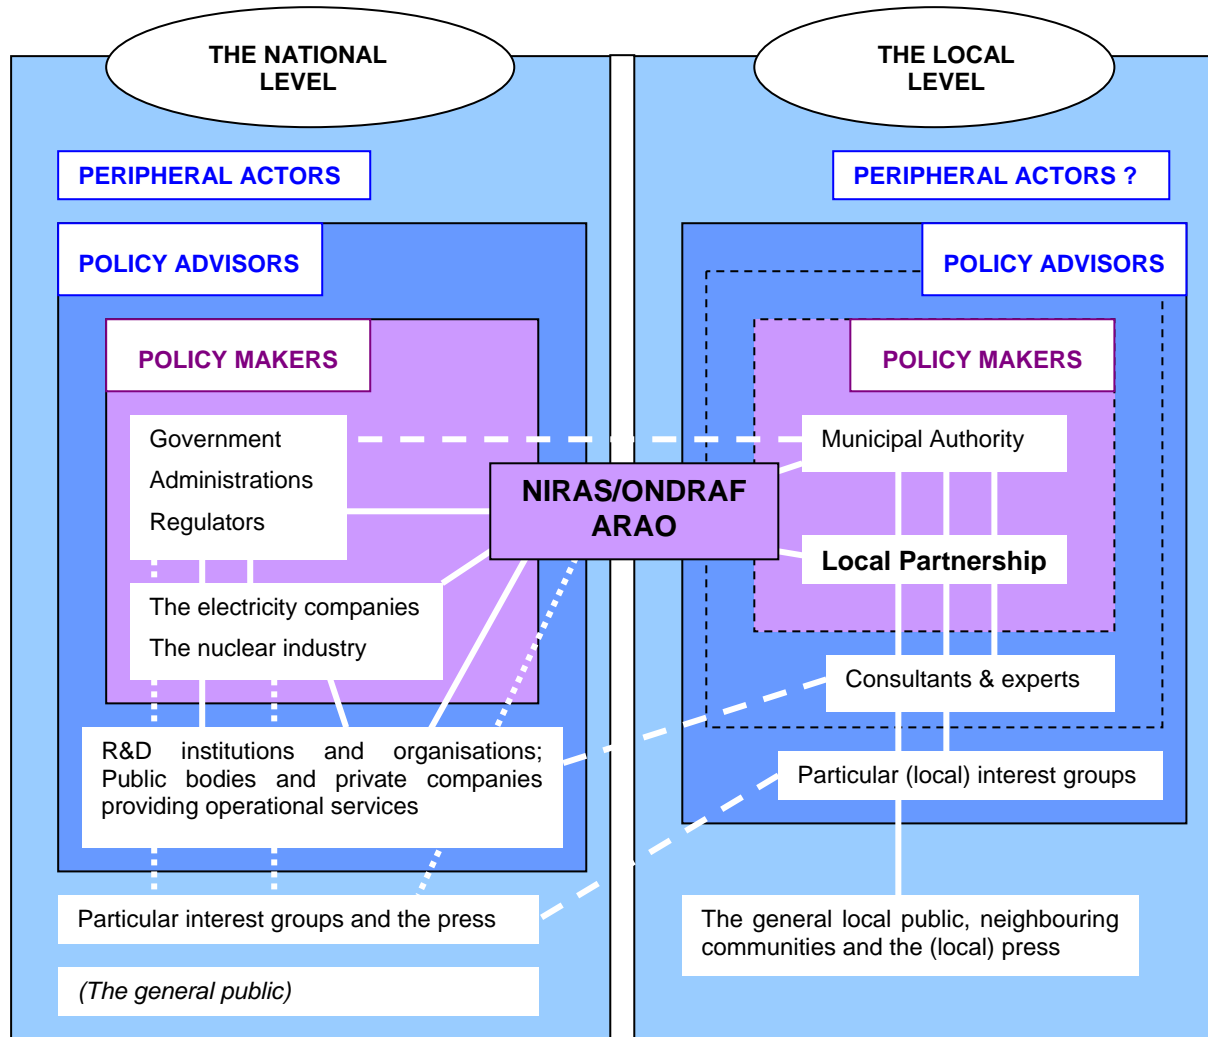 THE NATIONAL
LEVEL
PERIPHERAL ACTORS
POLICY ADVISORS
POLICY MAKERS
Government
Administrations
Regulators
The electricity companies
The nuclear industry
R&D institutions and organisations;
Public bodies and private companies
providing operational services
Particular interest groups and the press
(The general public)
NIRAS/ONDRAF
ARAO
THE LOCAL
LEVEL
PERIPHERAL ACTORS ?
POLICY ADVISORS
POLICY MAKERS
Municipal Authority
Local Partnership
Consultants & experts
Particular (local) interest groups
The general local public, neighbouring
communities and the (local) press